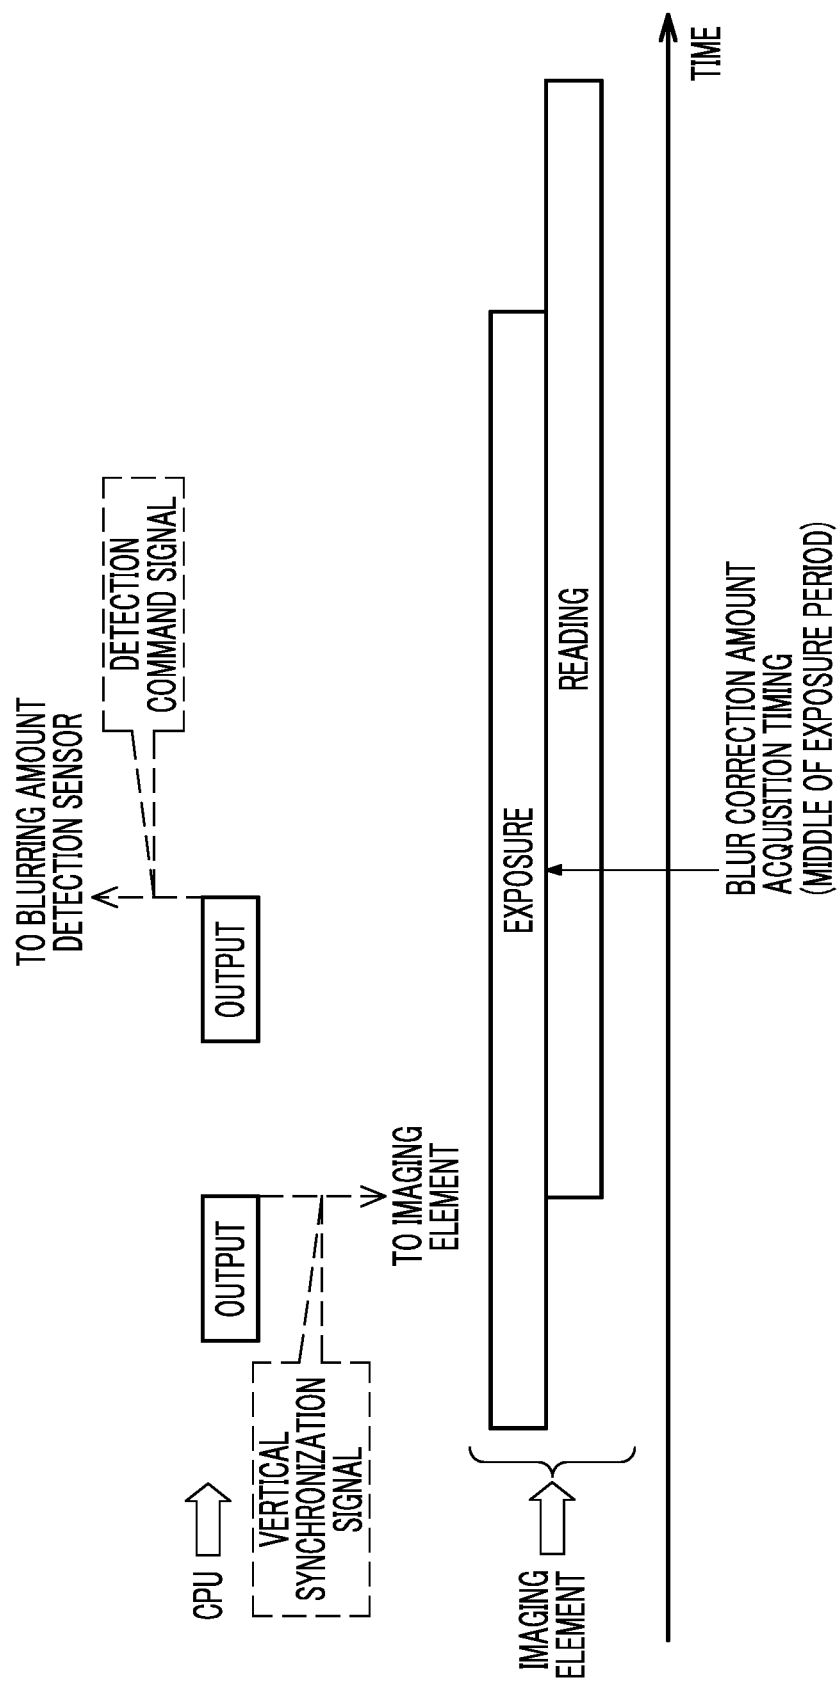 TO BLURRING AMOUNT
DETECTION SENSOR
DETECTION
COMMAND SIGNAL
CPU
OUTPUT
OUTPUT
VERTICAL
SYNCHRONIZATION
SIGNAL
TO IMAGING
ELEMENT
IMAGING
ELEMENT
EXPOSURE
READING
TIME
BLUR CORRECTION AMOUNT
ACQUISITION TIMING
(MIDDLE OF EXPOSURE PERIOD)